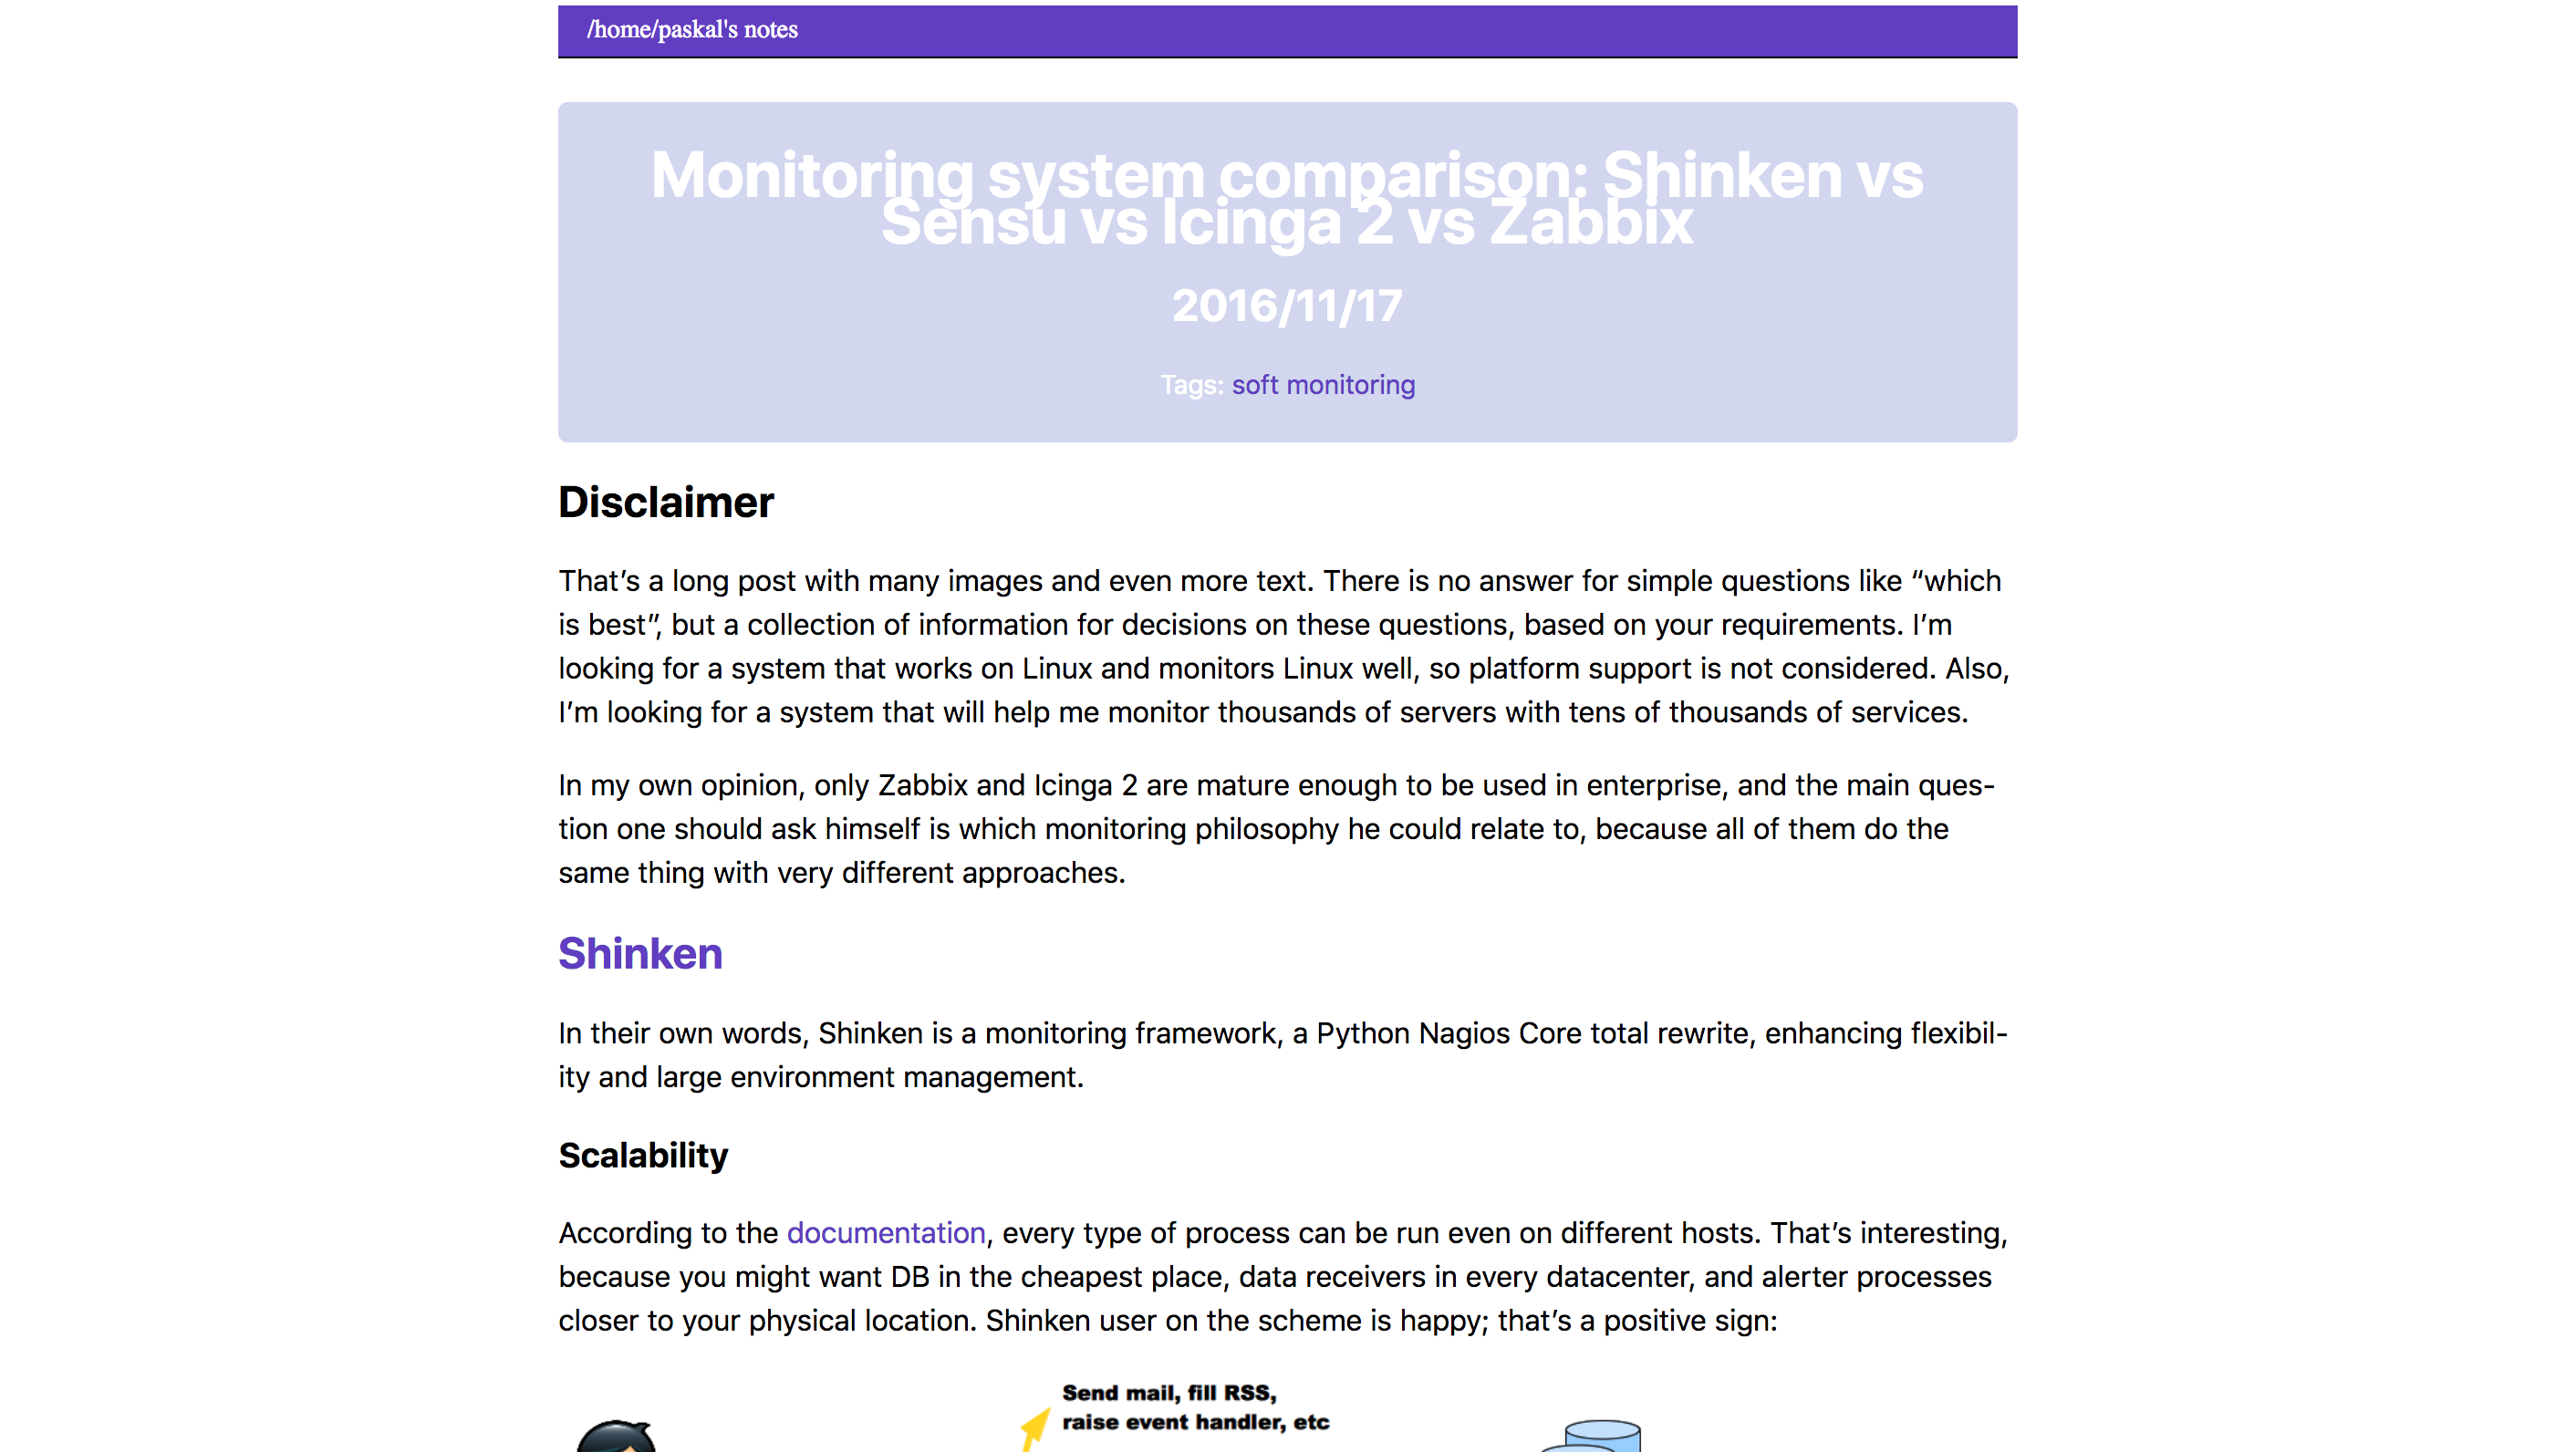 /home/paskal's notes
Monitoring system comparison: Shinken vs
Sensu vs Icinga 2 vs Zabbix
2016/11/17
Tags: soft monitoring
Disclaimer
That’s a long post with many images and even more text. There is no answer for simple questions like “which
is best”, but a collection of information for decisions on these questions, based on your requirements. I’m
looking for a system that works on Linux and monitors Linux well, so platform support is not considered. Also,
I’m looking for a system that will help me monitor thousands of servers with tens of thousands of services.
In my own opinion, only Zabbix and Icinga 2 are mature enough to be used in enterprise, and the main ques-
tion one should ask himself is which monitoring philosophy he could relate to, because all of them do the
same thing with very different approaches.
Shinken
In their own words, Shinken is a monitoring framework, a Python Nagios Core total rewrite, enhancing flexibil-
ity and large environment management.
Scalability
According to the documentation, every type of process can be run even on different hosts. That’s interesting,
because you might want DB in the cheapest place, data receivers in every datacenter, and alerter processes
closer to your physical location. Shinken user on the scheme is happy; that’s a positive sign:
Send mail, fill RSS,
raise event handler, etc